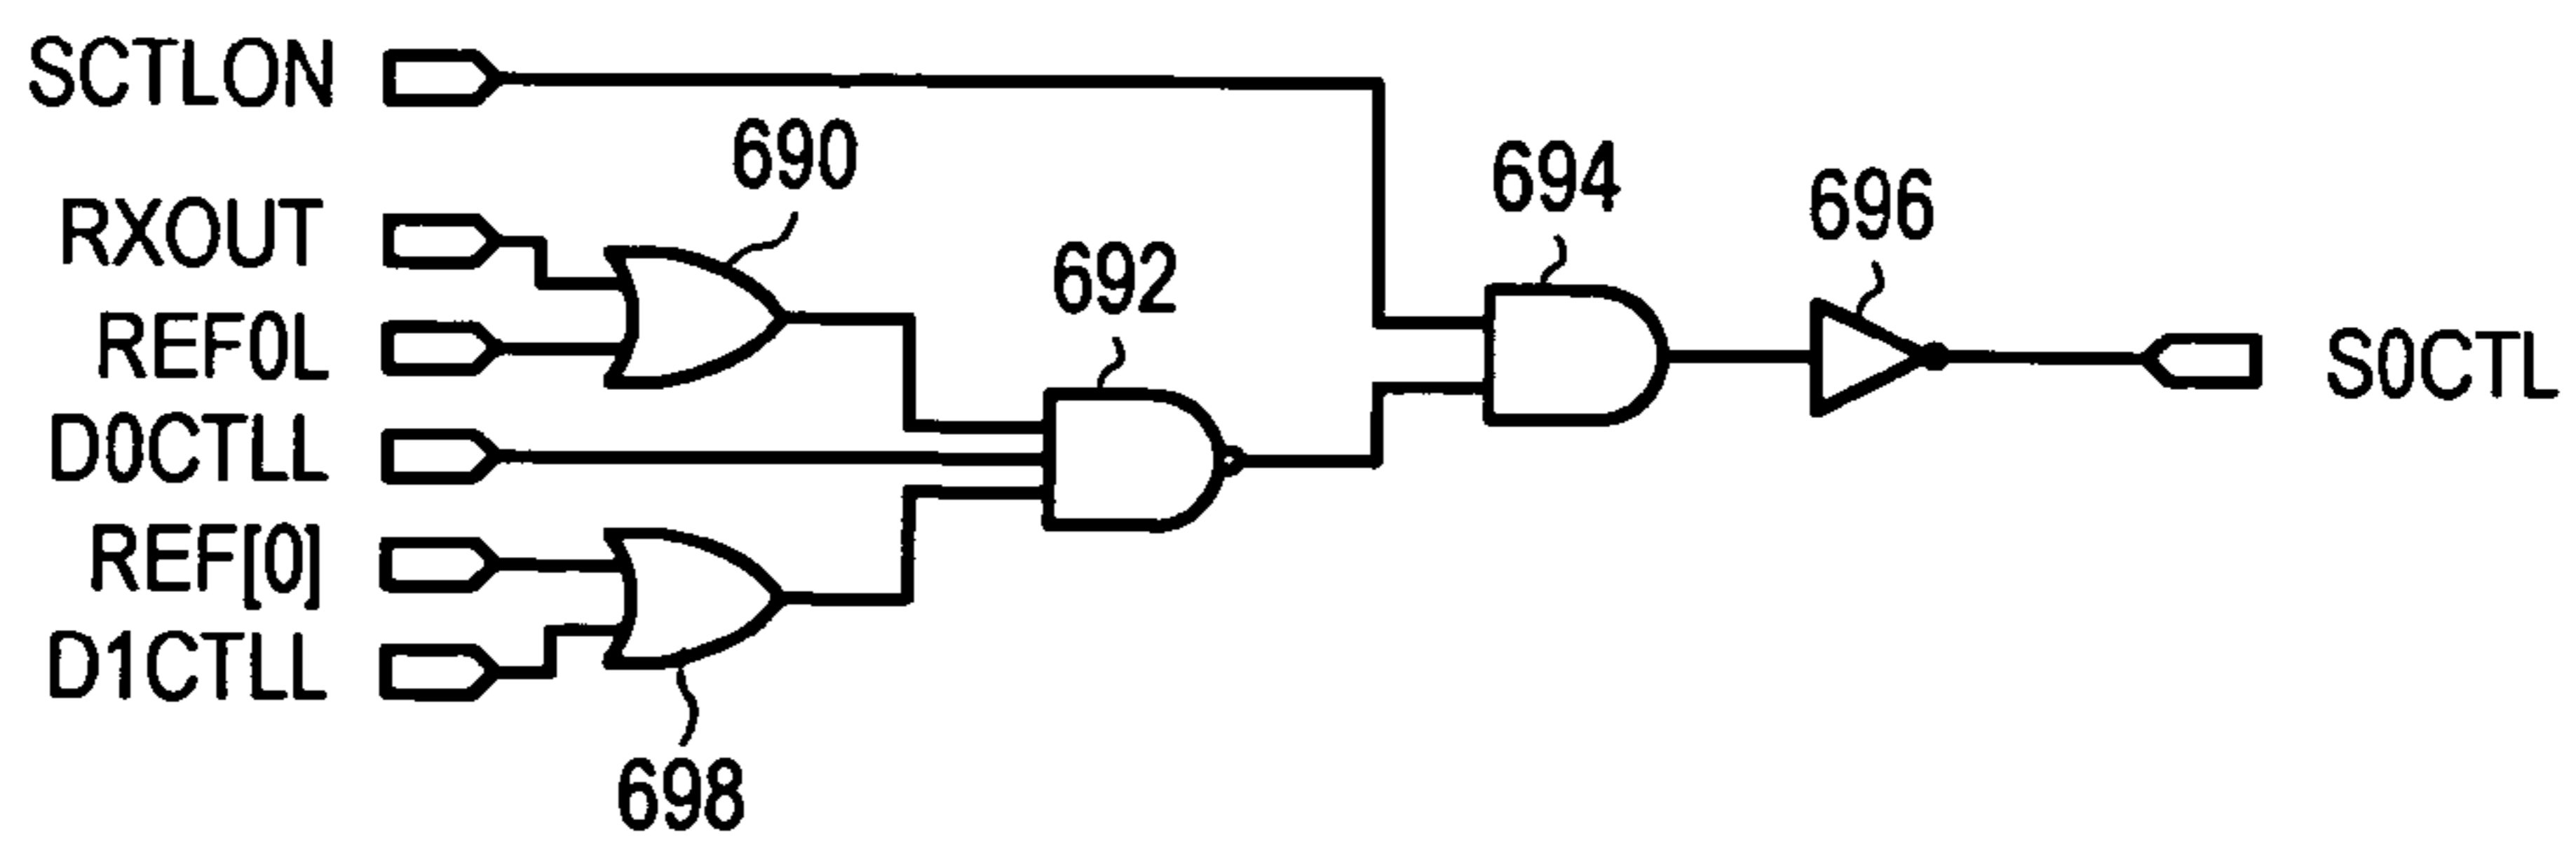 SCTLON
690
694
696
RXOUT
692
REF0L
S0CTL
D0CTLL
REF[0]
D1CTLL
698